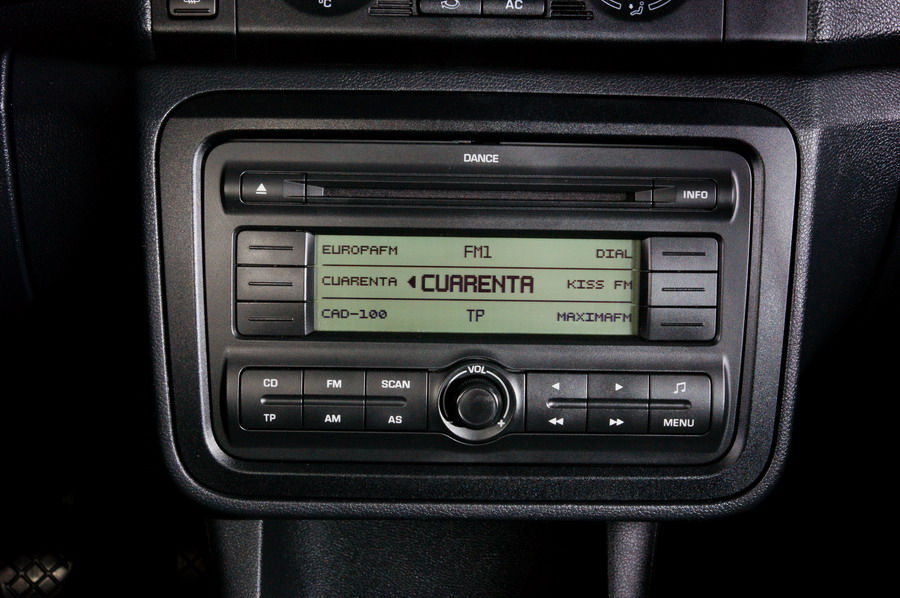 °C
AC
DANCE
INFO
EUROPAFM FM1 DIAL
CUARENTA CUARENTA KISS FM
CAD-100 TP MAXIMAFM
VOL
CD FM SCAN
TP AM AS
+
MENU